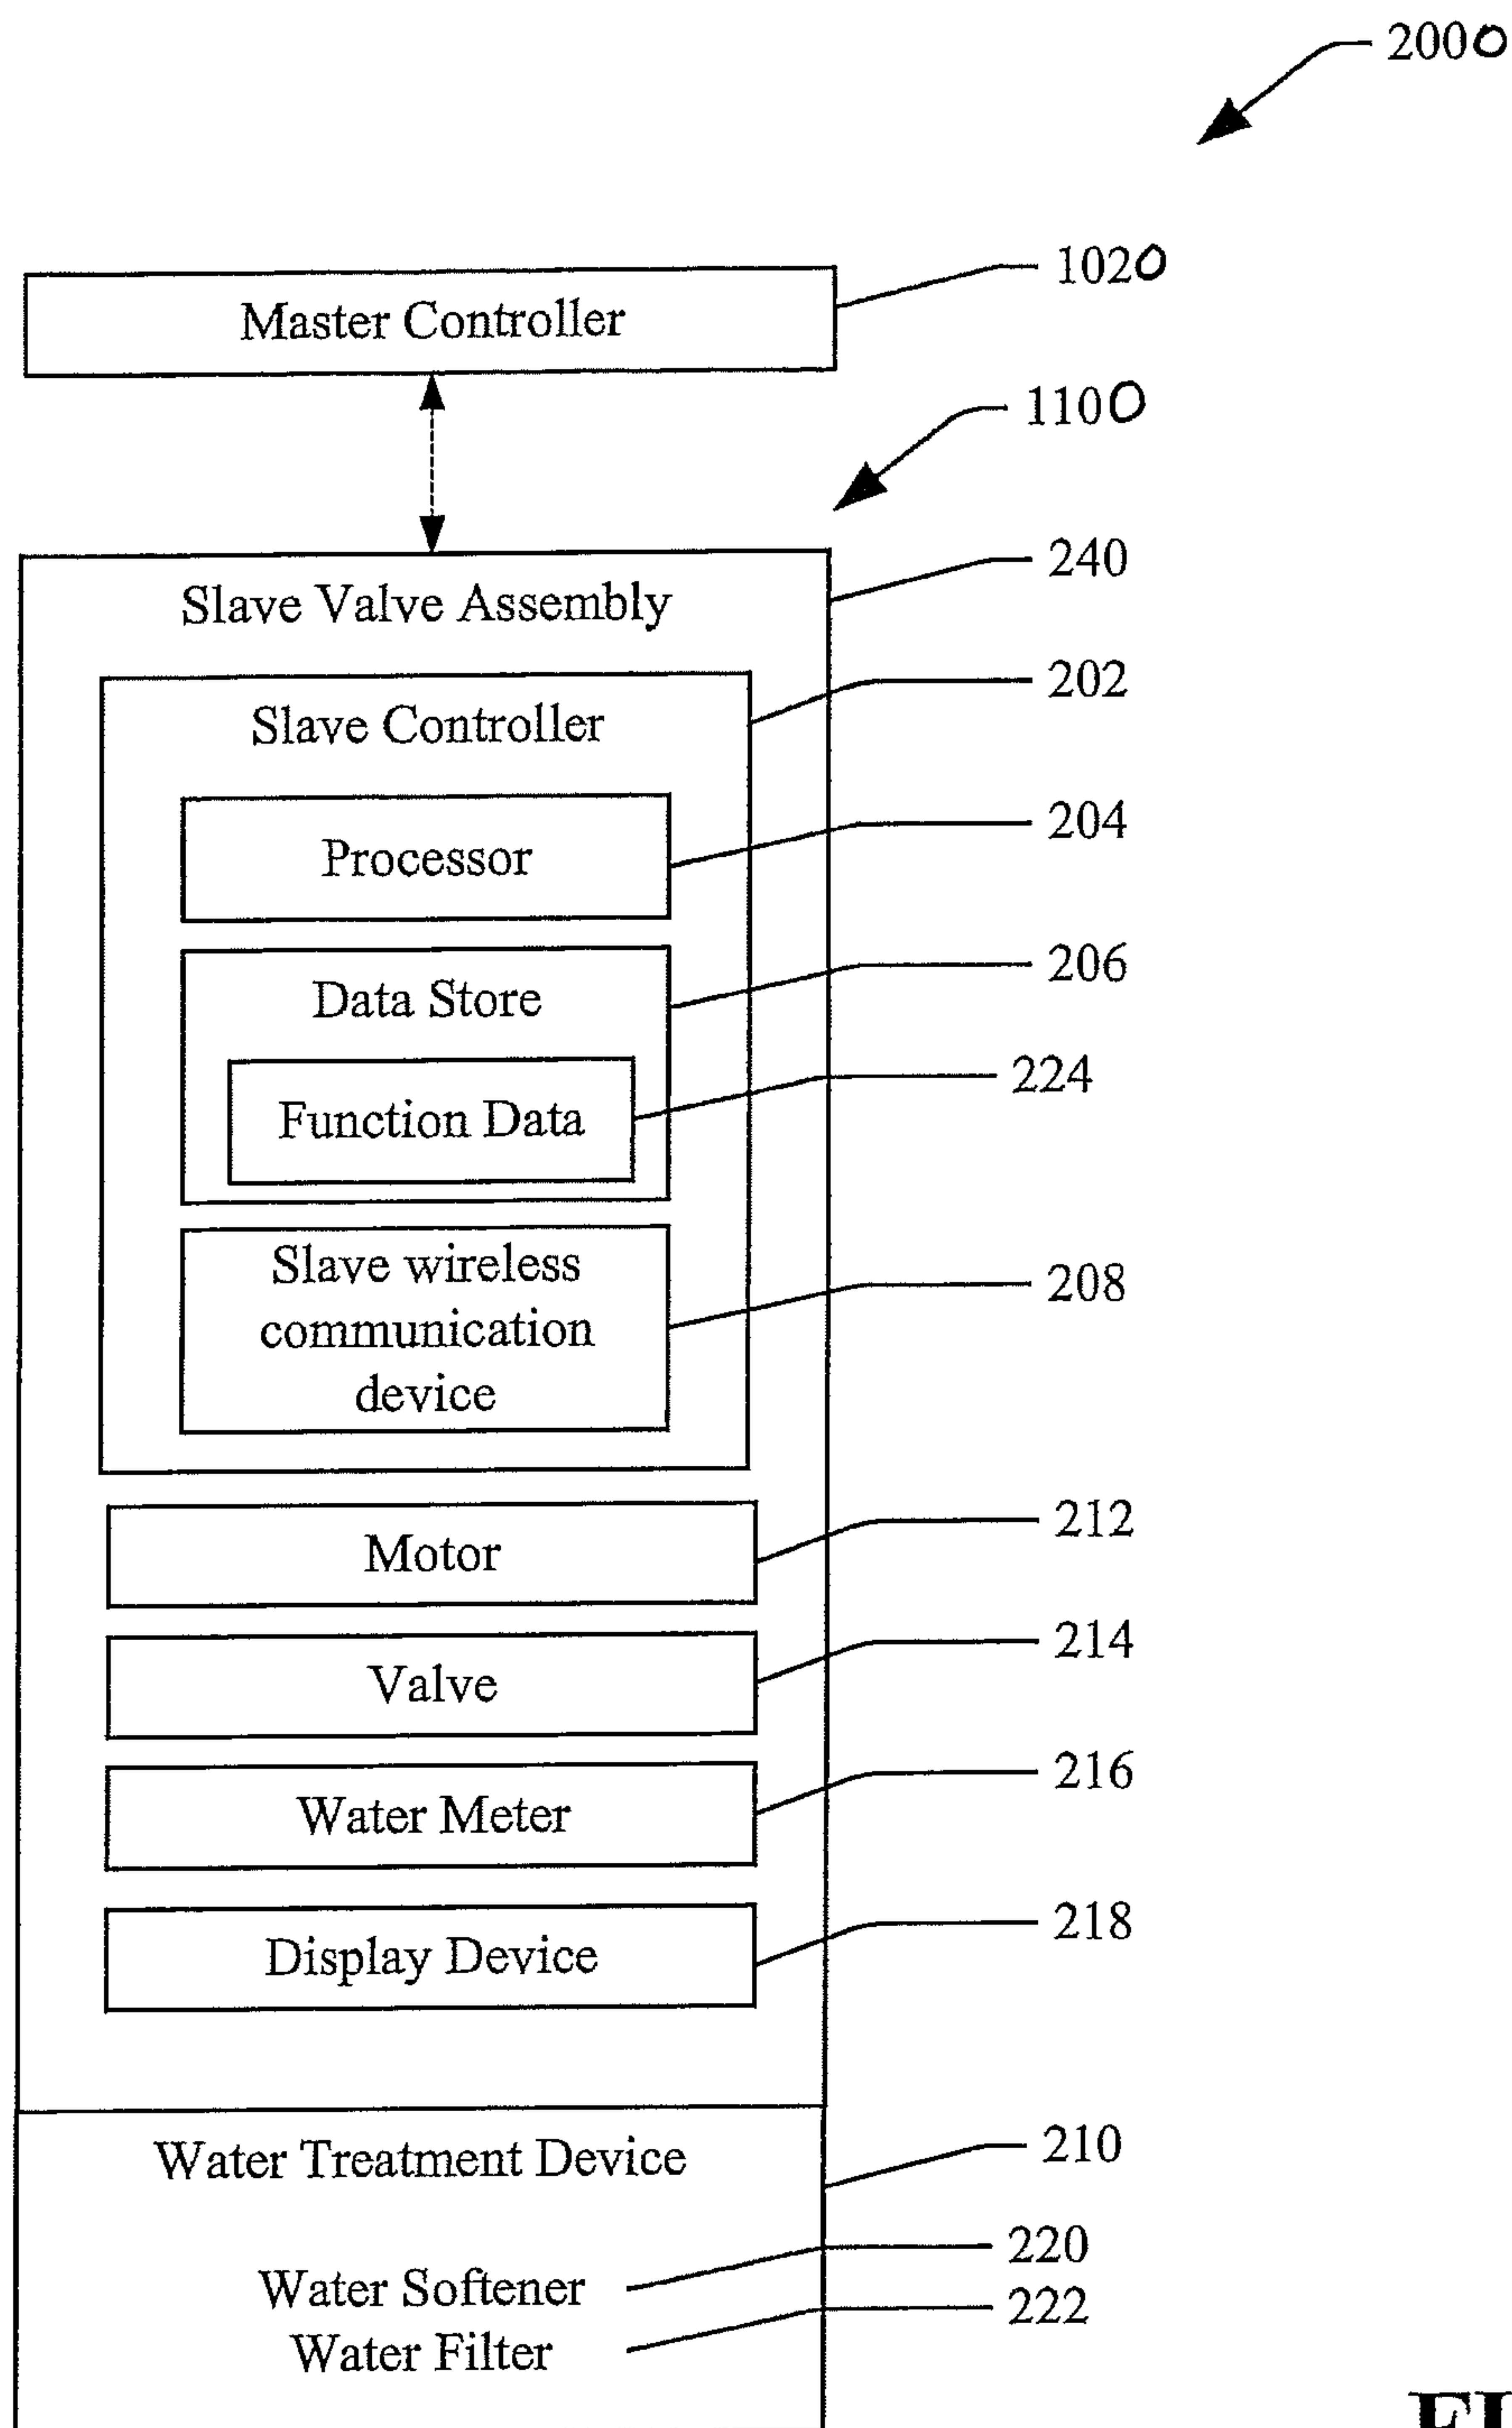 2000
Master Controller
1020
1100
Slave Valve Assembly
240
Slave Controller
202
Processor
204
Data Store
206
Function Data
224
Slave wireless
communication
device
208
Motor
212
Valve
214
Water Meter
216
Display Device
218
Water Treatment Device
210
Water Softener
220
Water Filter
222